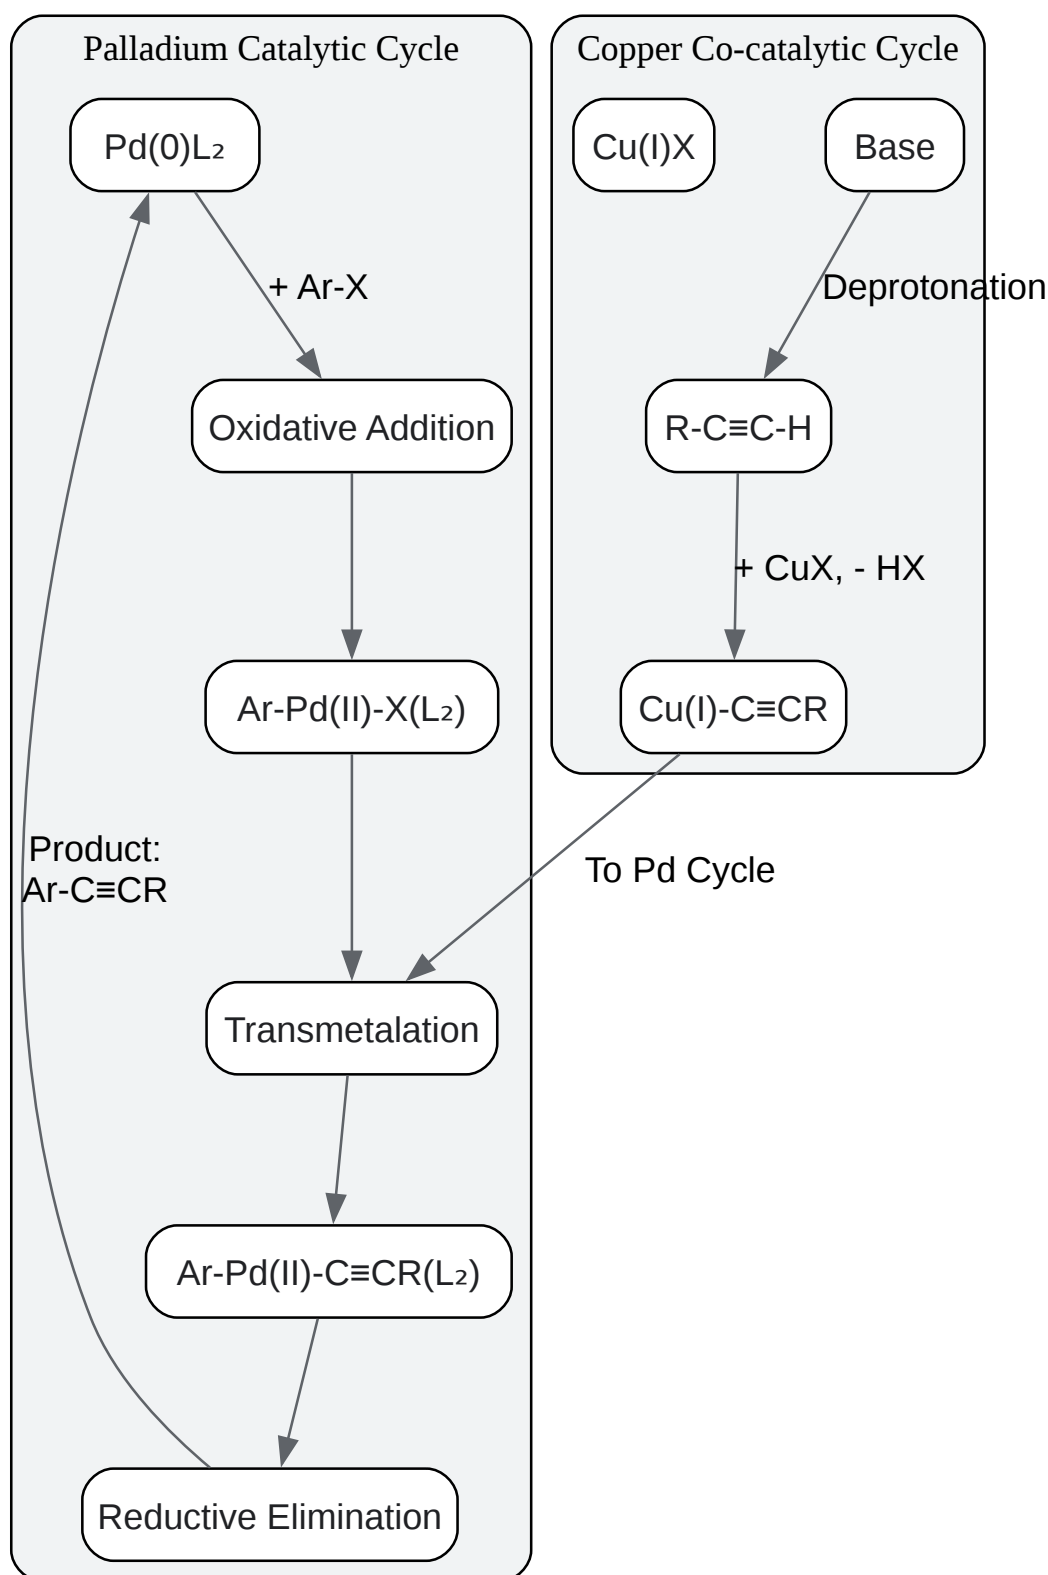 Palladium Catalytic Cycle
Pd(0)L₂
+ Ar-X
Oxidative Addition
Ar-Pd(II)-X(L₂)
Product:
Ar-C≡CR
Transmetalation
Ar-Pd(II)-C≡CR(L₂)
Reductive Elimination
Copper Co-catalytic Cycle
Cu(I)X
Base
Deprotonation
R-C≡C-H
+ CuX, - HX
Cu(I)-C≡CR
To Pd Cycle